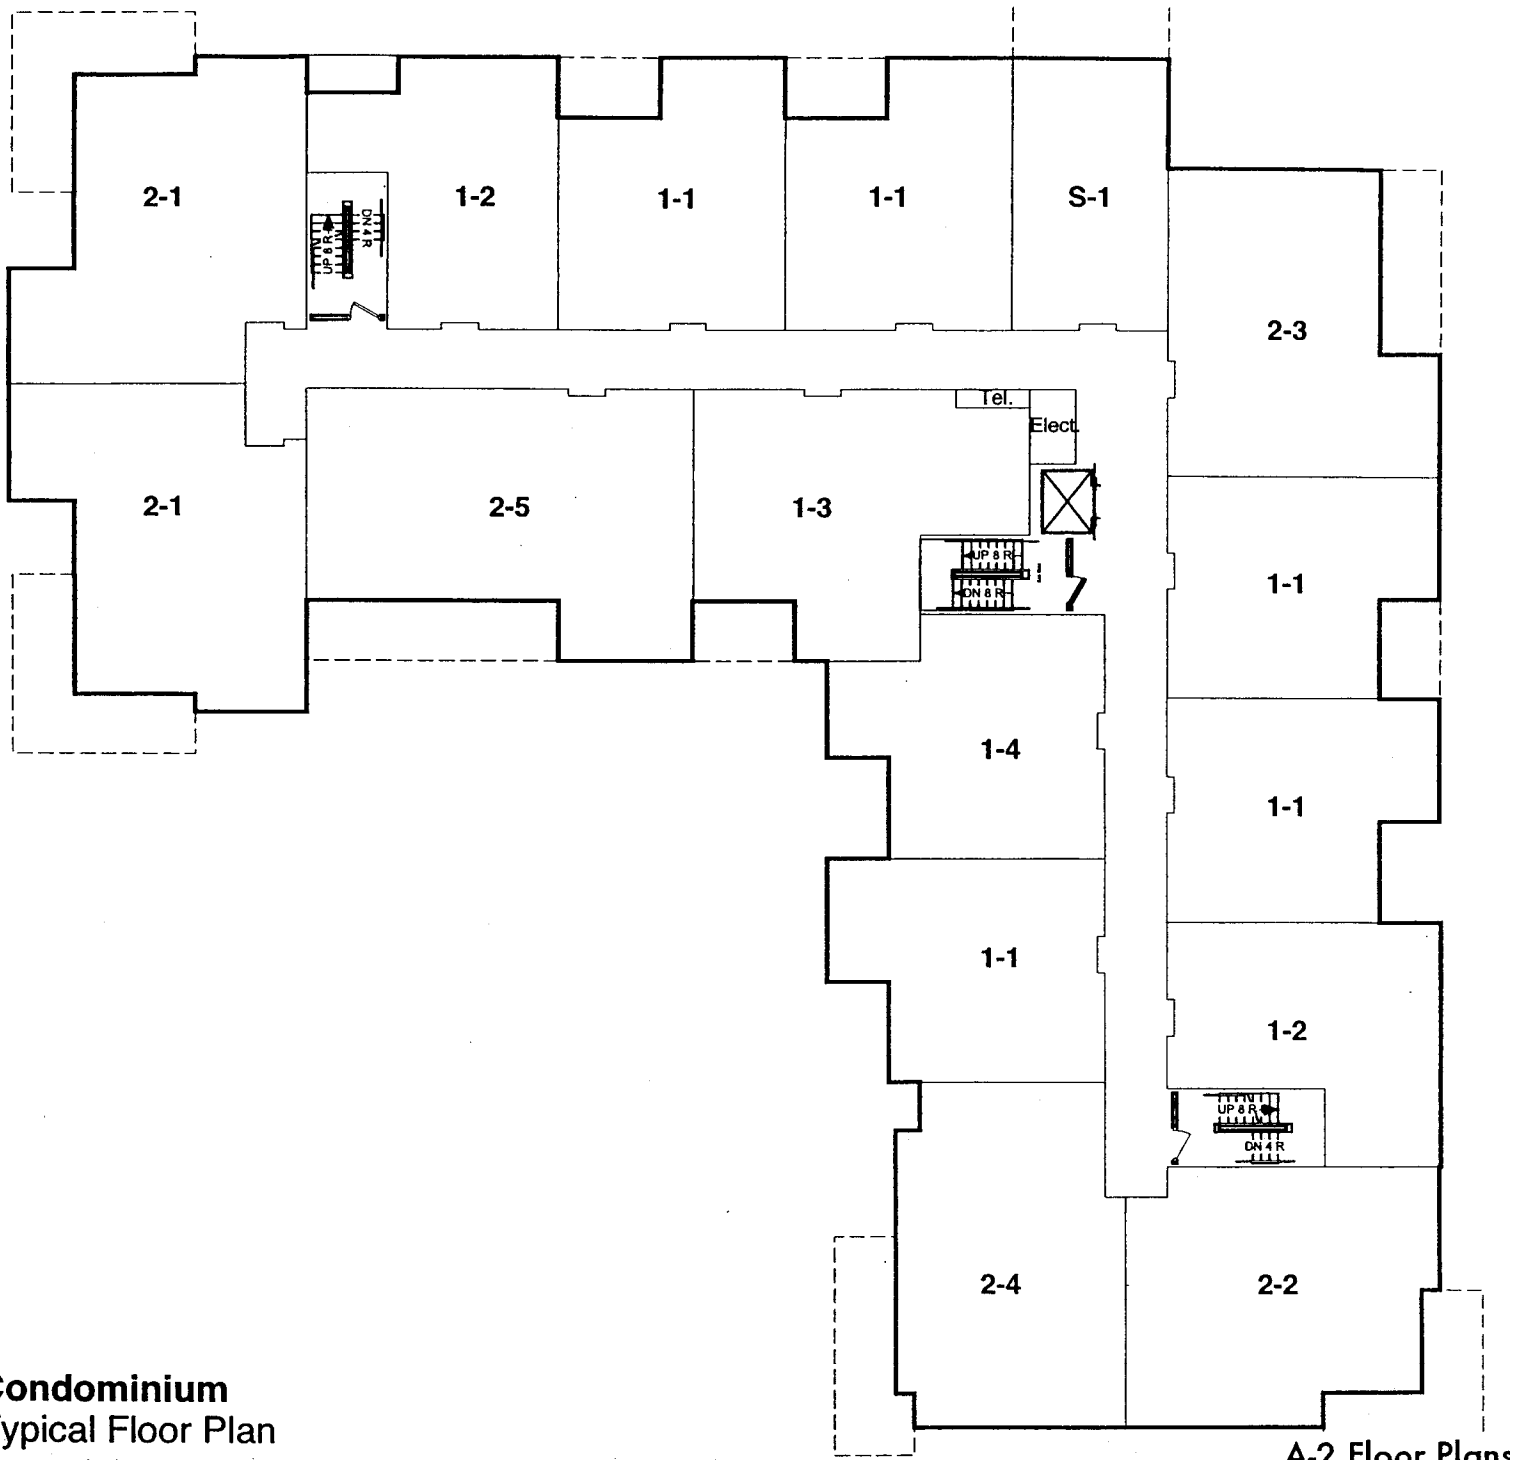 2-1
1-2
1-1
1-1
S-1
UP 8 R
DN 4 R
2-3
Tel.
Elect.
2-1
2-5
1-3
UP 8 R
DN 8 R
1-1
1-4
1-1
1-1
1-2
UP 8 R
DN 4 R
2-4
2-2
Condominium
Typical Floor Plan
A-2 Floor Plans